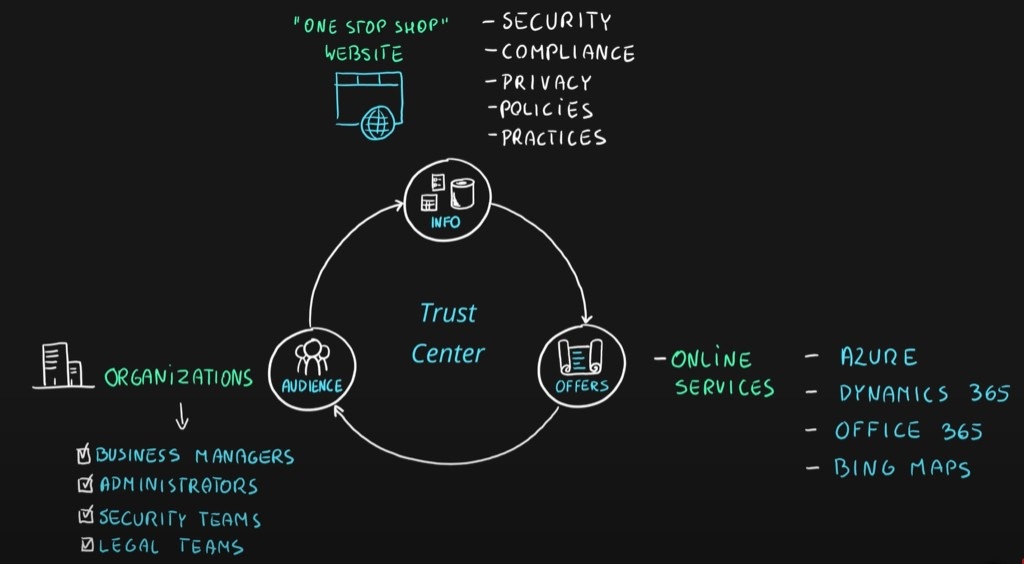 "ONE STOP SHOP"
WEBSITE
- SECURITY
- COMPLIANCE
- PRIVACY
- POLICIES
- PRACTICES
INFO
Trust
Center
ORGANIZATIONS
AUDIENCE
OFFERS
- ONLINE
SERVICES
- AZURE
- DYNAMICS 365
- OFFICE 365
- BING MAPS
BUSINESS MANAGERS
ADMINISTRATORS
SECURITY TEAMS
LEGAL TEAMS